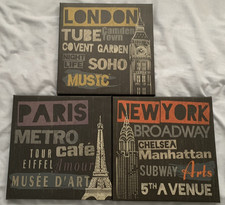 LONDON
TUBE Camden Town
COVENT GARDEN
NIGHT LIFE SOHO
MUSIC
PARIS
METRO
café
TOUR EIFFEL amour
MUSÉE D'ART
NEW YORK
BROADWAY
CHELSEA
Manhattan
SUBWAY Arts
5TH AVENUE